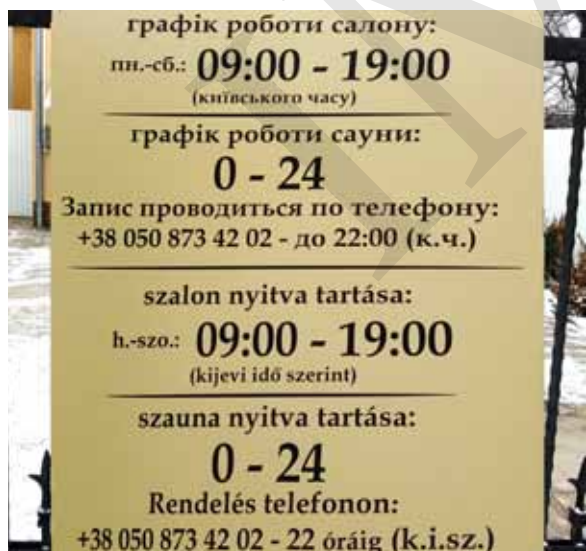 графік роботи салону:
пн.-сб.: 09:00 - 19:00
(київського часу)
графік роботи сауни:
0 - 24
Запис проводиться по телефону:
+38 050 873 42 02 - до 22:00 (к.ч.)
szalon nyitva tartása:
h.-szo.: 09:00 - 19:00
(kijevi idő szerint)
szauna nyitva tartása:
0 - 24
Rendelés telefonon:
+38 050 873 42 02 - 22 óráig (k.i.sz.)